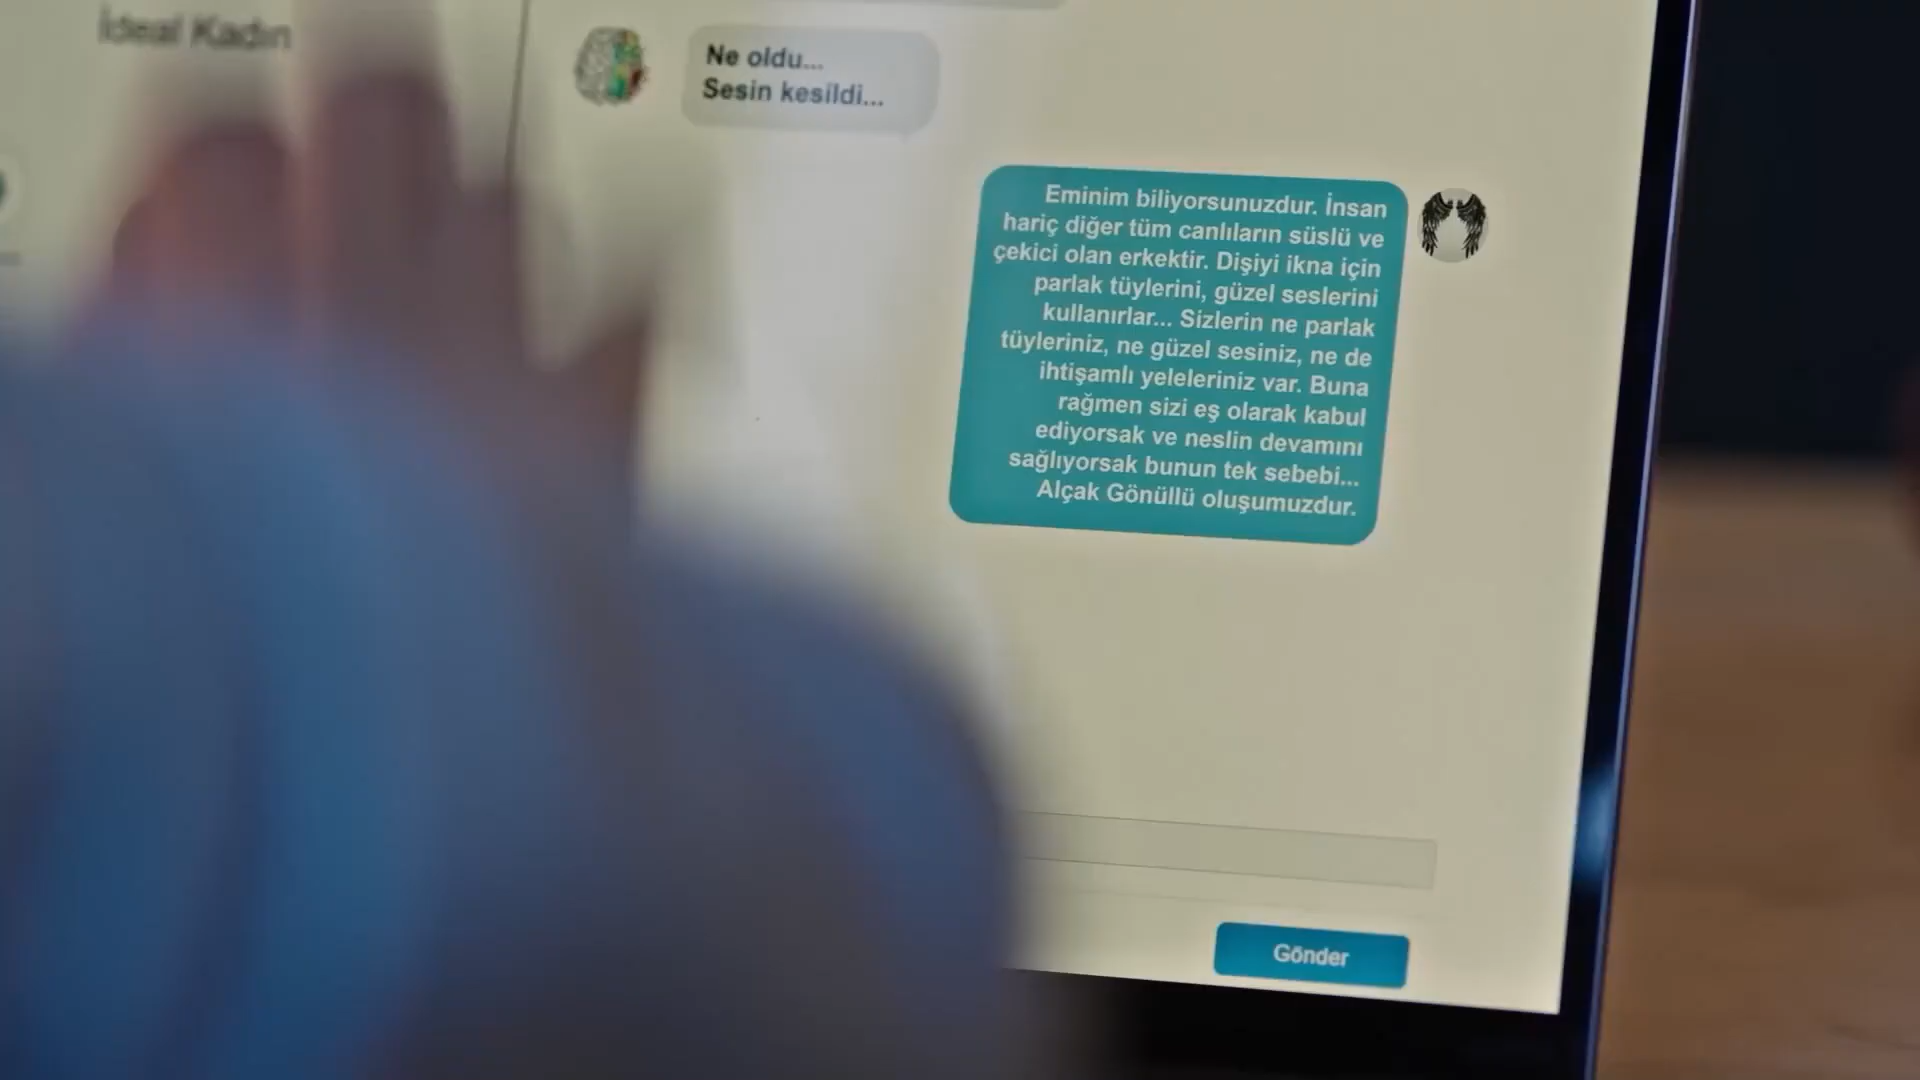 İdeal Kadın
Ne oldu...
Sesin kesildi...
Eminim biliyorsunuzdur. İnsan
hariç diğer tüm canlıların süslü ve
çekici olan erkektir. Dişiyi ikna için
parlak tüylerini, güzel seslerini
kullanırlar... Sizlerin ne parlak
tüyleriniz, ne güzel sesiniz, ne de
ihtişamlı yeleleriniz var. Buna
rağmen sizi eş olarak kabul
ediyorsak ve neslin devamını
sağlıyorsak bunun tek sebebi...
Alçak Gönüllü oluşumuzdur.
Gönder